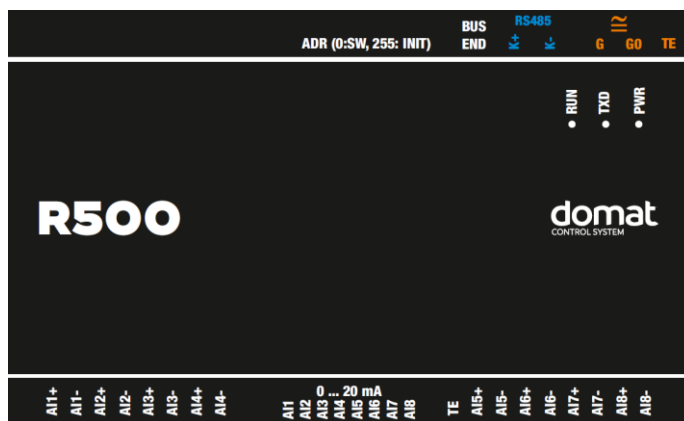 BUS RS485 ≅
ADR (0:SW, 255: INIT) END K+ K- G G0 TE
RUN TXD PWR
R500
domat
CONTROL SYSTEM
0 ... 20 mA
AI1+ AI1- AI2+ AI2- AI3+ AI3- AI4+ AI4- AI1 AI2 AI3 AI4 AI5 AI6 AI7 AI8 TE AI5+ AI5- AI6+ AI6- AI7+ AI7- AI8+ AI8-